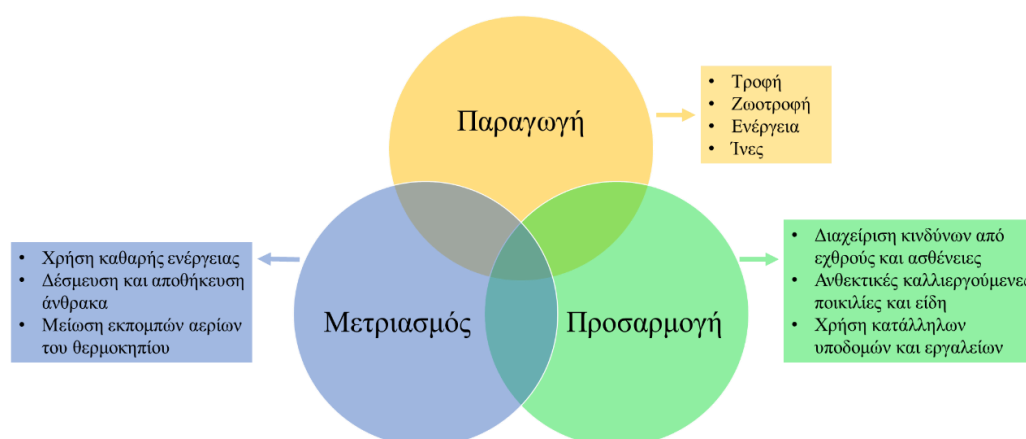 Παραγωγή
• Τροφή
• Ζωοτροφή
• Ενέργεια
• Ίνες
Μετριασμός
• Χρήση καθαρής ενέργειας
• Δέσμευση και αποθήκευση
άνθρακα
• Μείωση εκπομπών αερίων
του θερμοκηπίου
Προσαρμογή
• Διαχείριση κινδύνων από
εχθρούς και ασθένειες
• Ανθεκτικές καλλιεργούμενες
ποικιλίες και είδη
• Χρήση κατάλληλων
υποδομών και εργαλείων